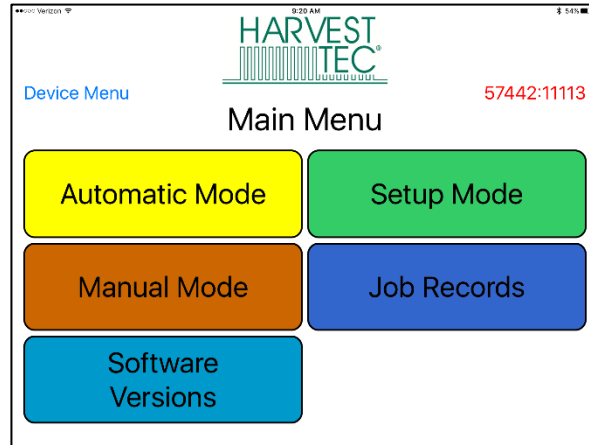 ●●○○○ Verizon 9:20 AM 54%
HARVEST
TEC®
Device Menu 57442:11113
Main Menu
Automatic Mode Setup Mode
Manual Mode Job Records
Software
Versions